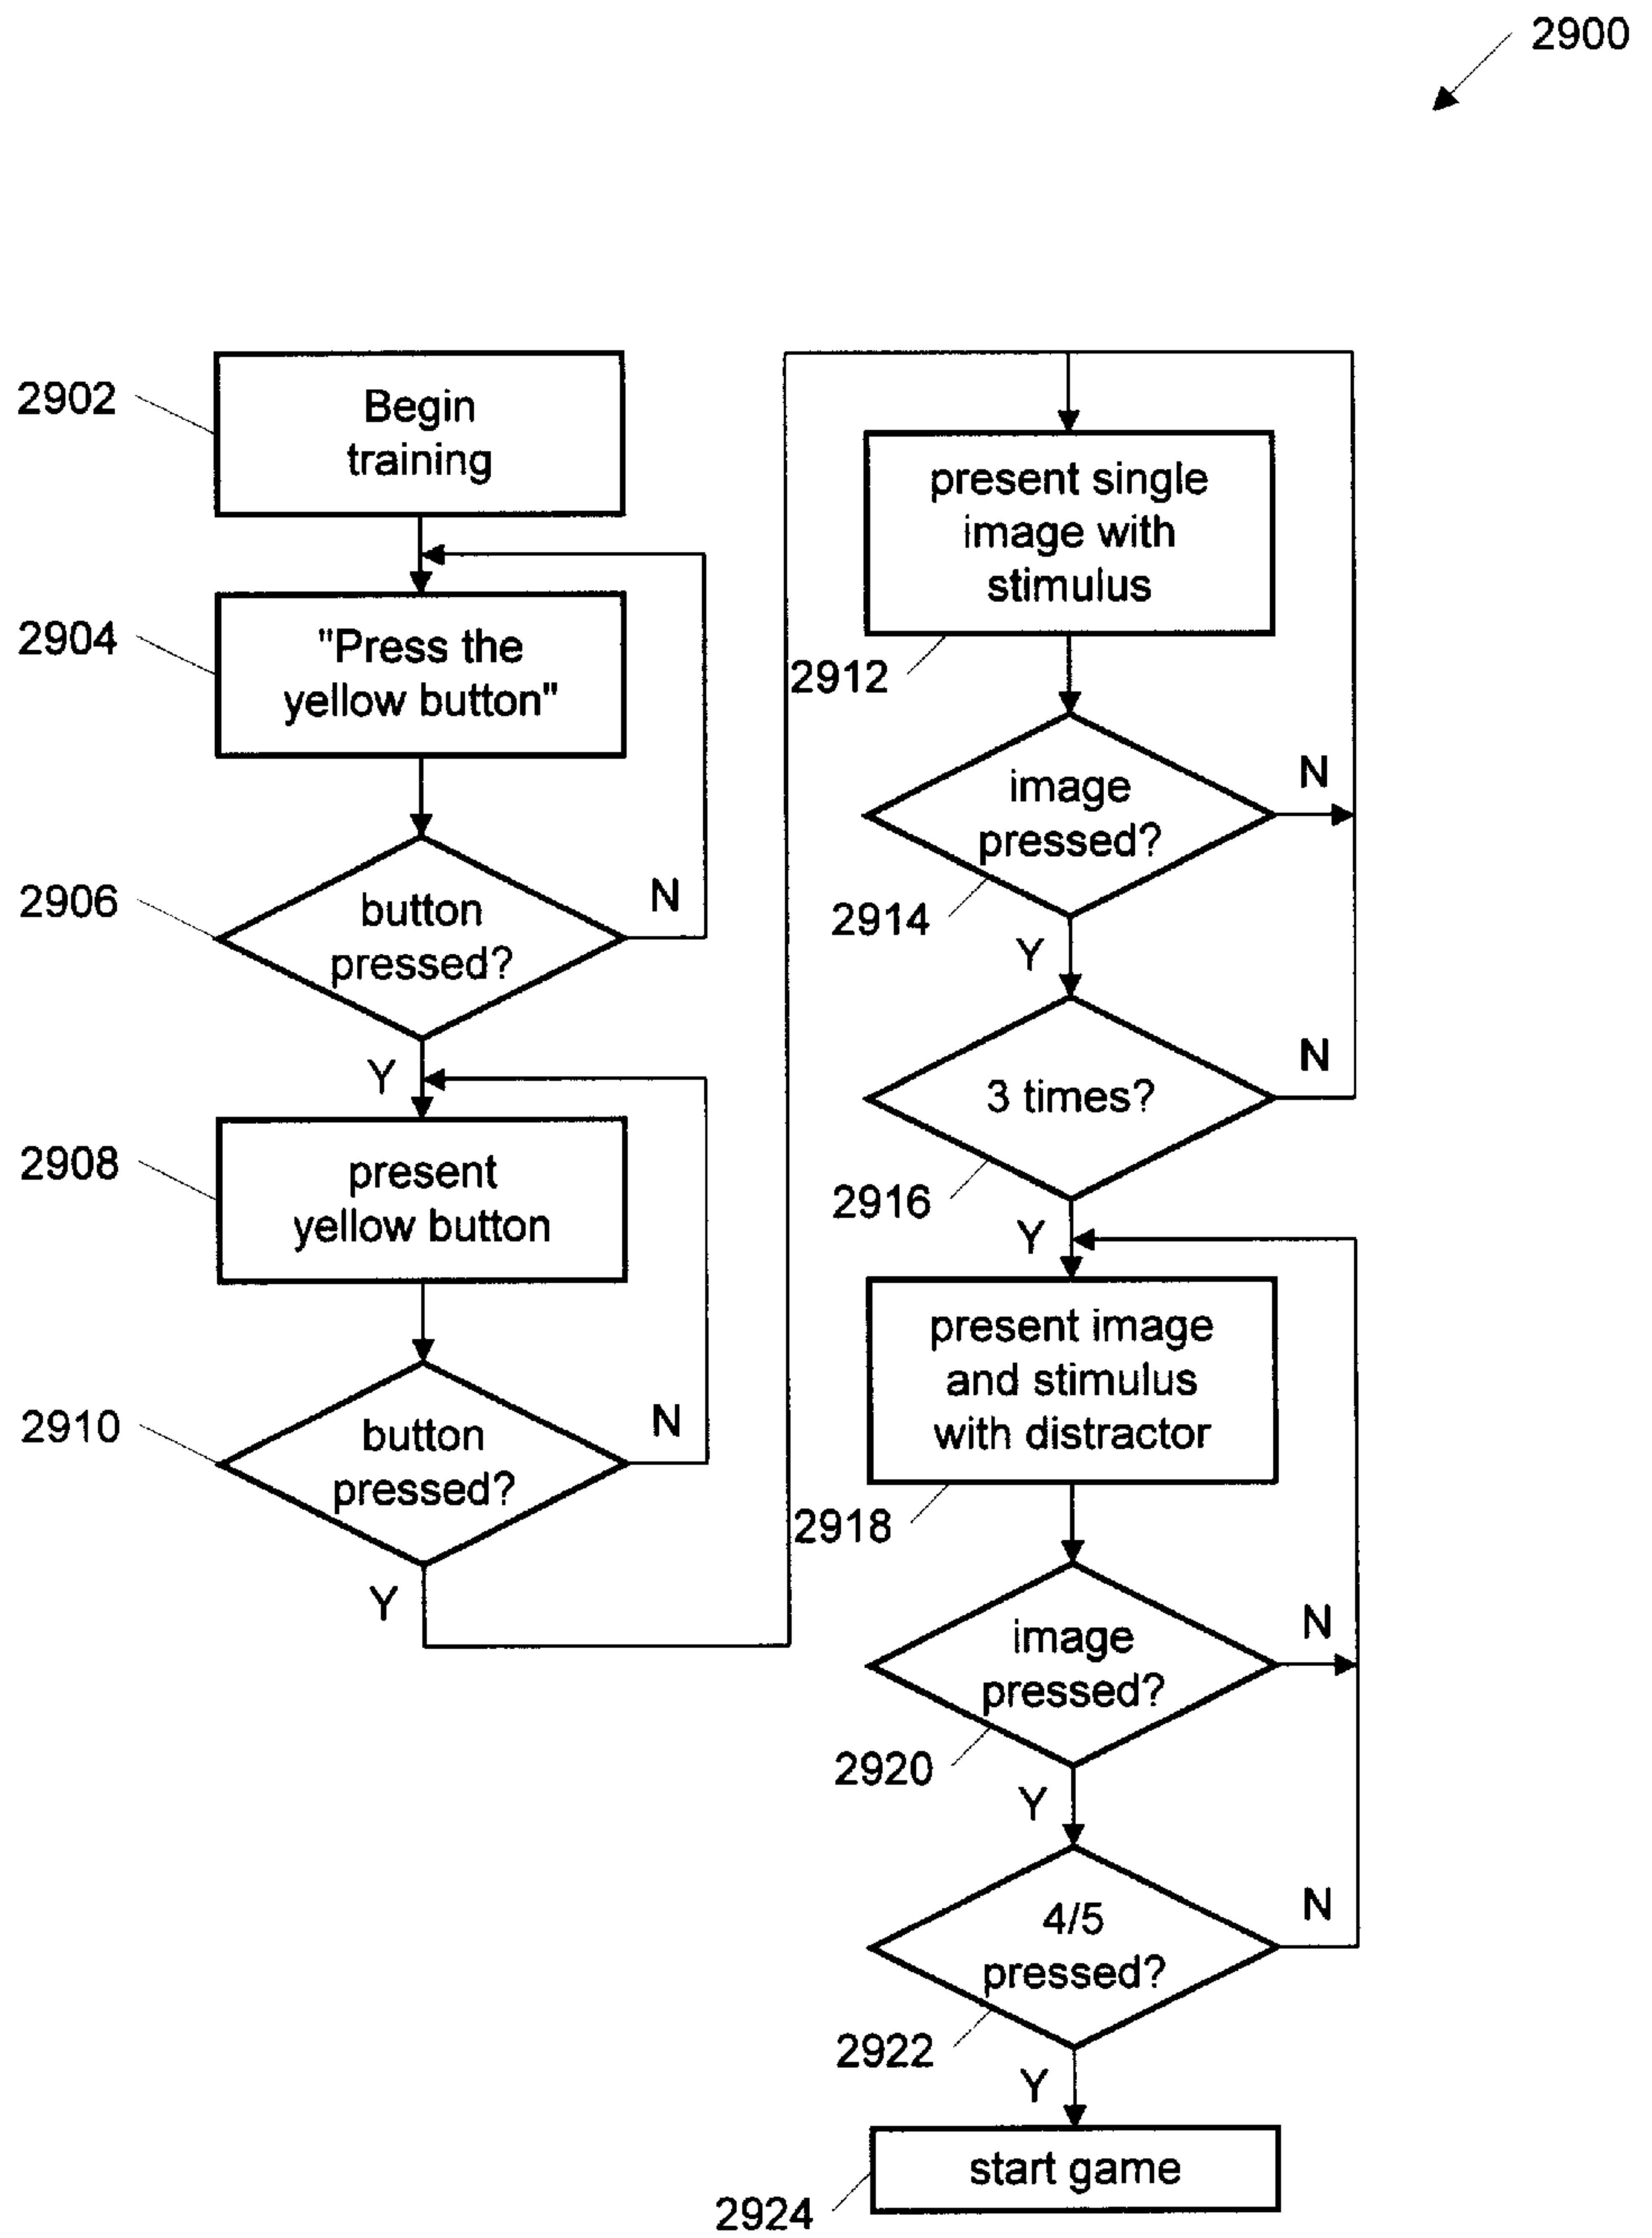 2900
2902
Begin
training
2904
"Press the
yellow button"
2906
button
pressed?
N
Y
2908
present
yellow button
2910
button
pressed?
N
Y
present single
image with
stimulus
2912
image
pressed?
N
2914
Y
3 times?
N
2916
Y
present image
and stimulus
with distractor
2918
image
pressed?
N
2920
Y
4/5
pressed?
N
2922
Y
start game
2924